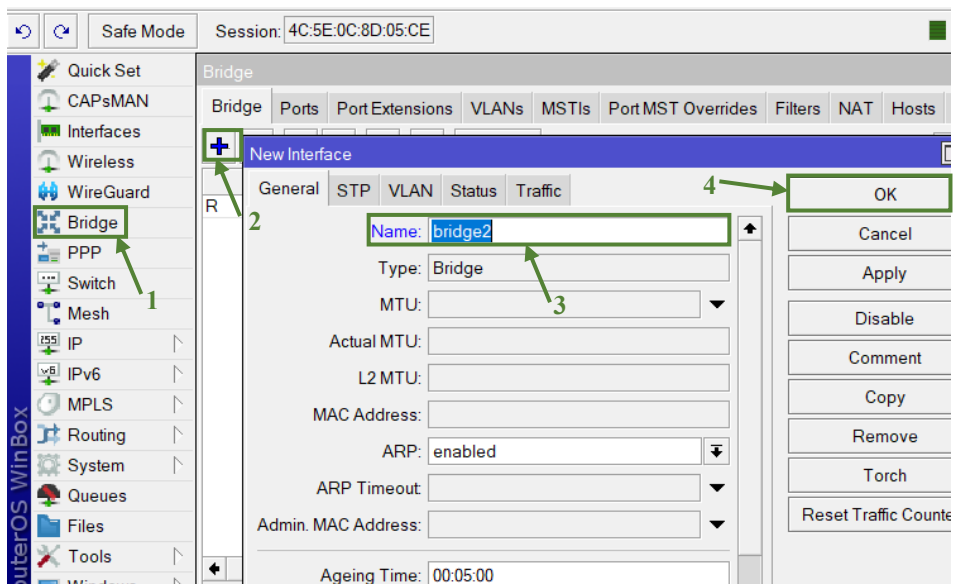 Safe Mode Session: 4C:5E:0C:8D:05:CE
Quick Set
CAPsMAN
Interfaces
Wireless
WireGuard
Bridge
PPP
Switch
Mesh
IP
IPv6
MPLS
Routing
System
Queues
Files
Tools
RouterOS WinBox
1
Bridge
Bridge Ports Port Extensions VLANs MSTIs Port MST Overrides Filters NAT Hosts
2
R
New Interface
General STP VLAN Status Traffic
Name: bridge2
Type: Bridge
MTU:
3
Actual MTU:
L2 MTU:
MAC Address:
ARP: enabled
ARP Timeout:
Admin. MAC Address:
Ageing Time: 00:05:00
4
OK
Cancel
Apply
Disable
Comment
Copy
Remove
Torch
Reset Traffic Counte